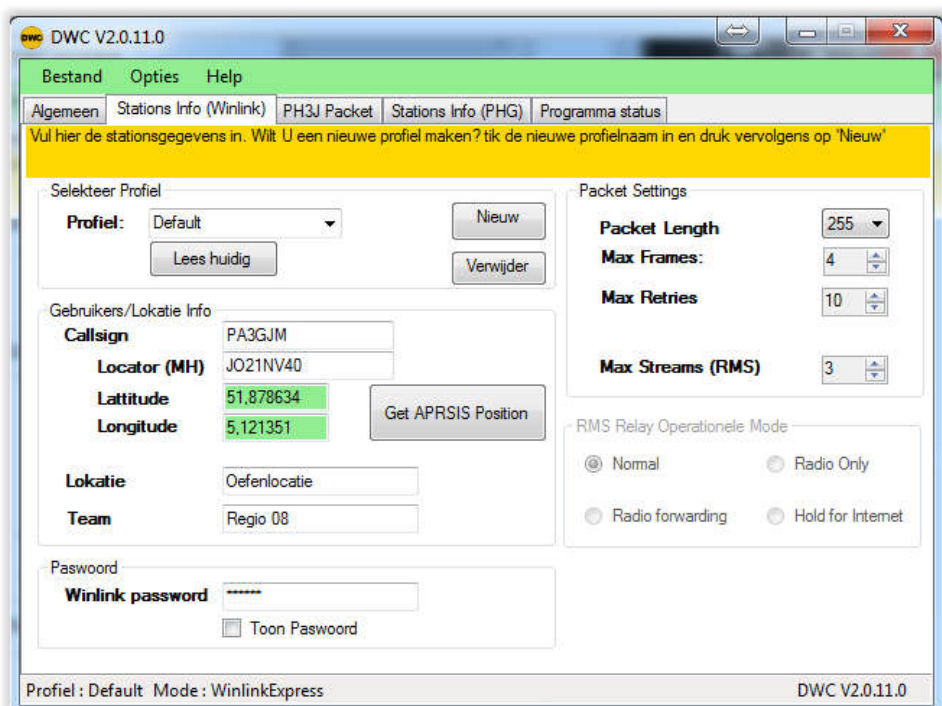 DWC DWC V2.0.11.0
Bestand Opties Help
Algemeen Stations Info (Winlink) PH3J Packet Stations Info (PHG) Programma status
Vul hier de stationsgegevens in. Wilt U een nieuwe profiel maken? tik de nieuwe profielnaam in en druk vervolgens op 'Nieuw'
Selekteer Profiel
Profiel: Default
Nieuw
Lees huidig
Verwijder
Gebruikers/Lokatie Info
Callsign PA3GJM
Locator (MH) JO21NV40
Lattitude 51,878634
Longitude 5,121351
Get APRSIS Position
Lokatie Oefenlocatie
Team Regio 08
Paswoord
Winlink password ******
Toon Paswoord
Packet Settings
Packet Length 255
Max Frames: 4
Max Retries 10
Max Streams (RMS) 3
RMS Relay Operationele Mode
Normal Radio Only
Radio forwarding Hold for Internet
Profiel : Default Mode : WinlinkExpress DWC V2.0.11.0